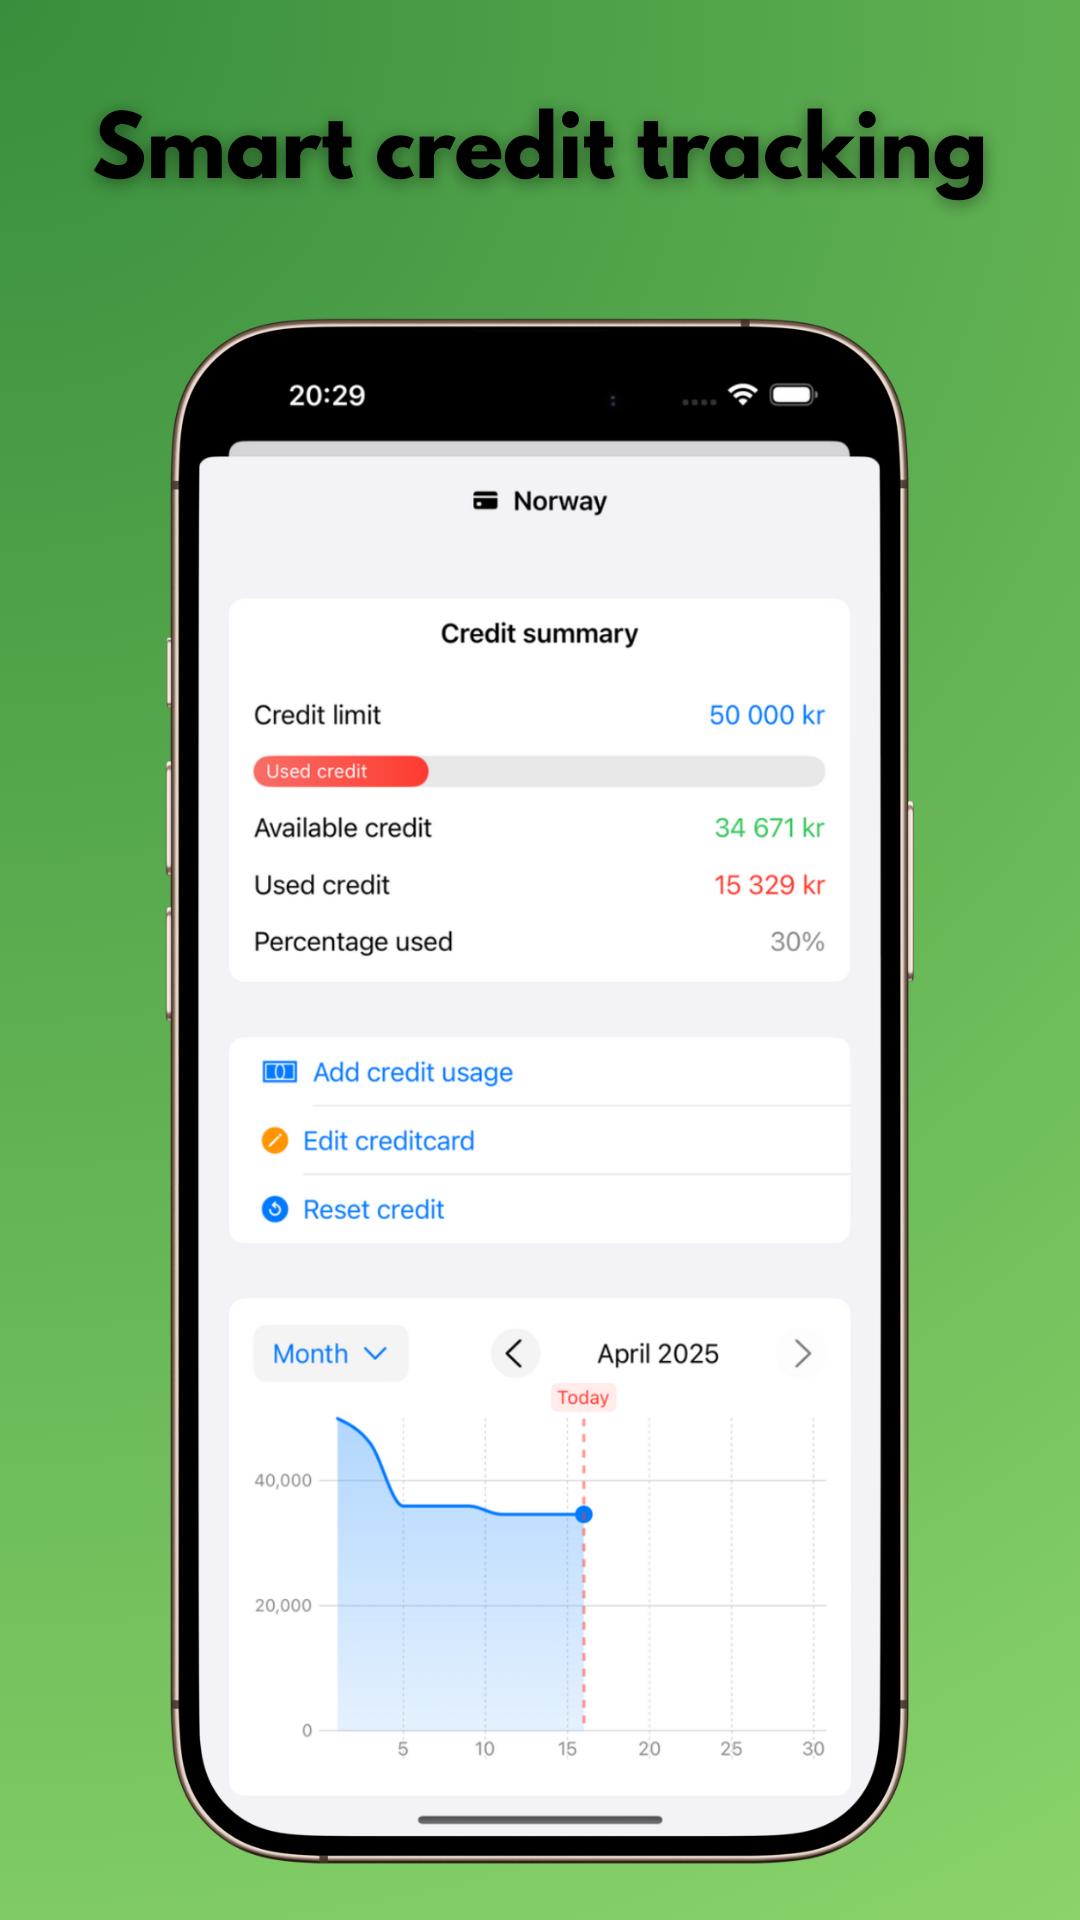 Smart credit tracking
20:29
Norway
Credit summary
Credit limit 50 000 kr
Used credit
Available credit 34 671 kr
Used credit 15 329 kr
Percentage used 30%
Add credit usage
Edit creditcard
Reset credit
Month April 2025
Today
40,000
20,000
0
5 10 15 20 25 30